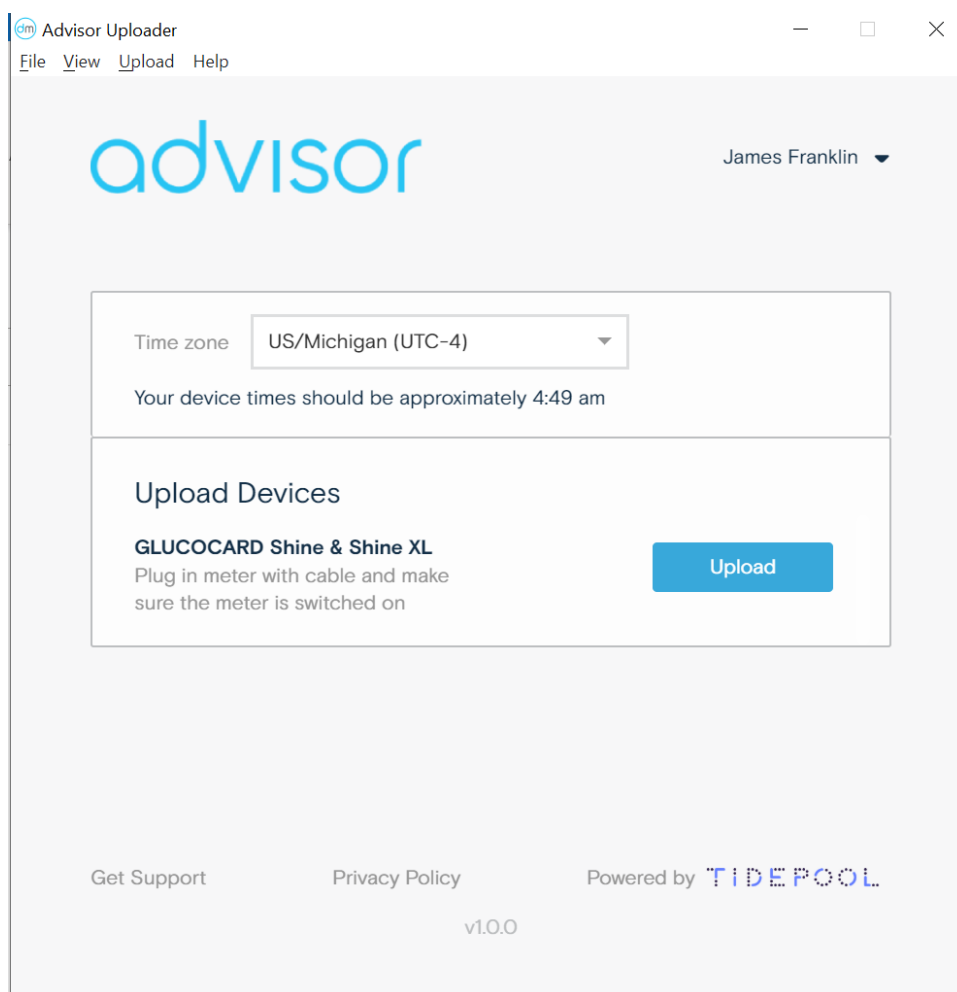 dm Advisor Uploader
File View Upload Help
advisor
James Franklin
Time zone
US/Michigan (UTC-4)
Your device times should be approximately 4:49 am
Upload Devices
GLUCOCARD Shine & Shine XL
Plug in meter with cable and make
sure the meter is switched on
Upload
Get Support
Privacy Policy
Powered by TIDEPOOL
v1.0.0